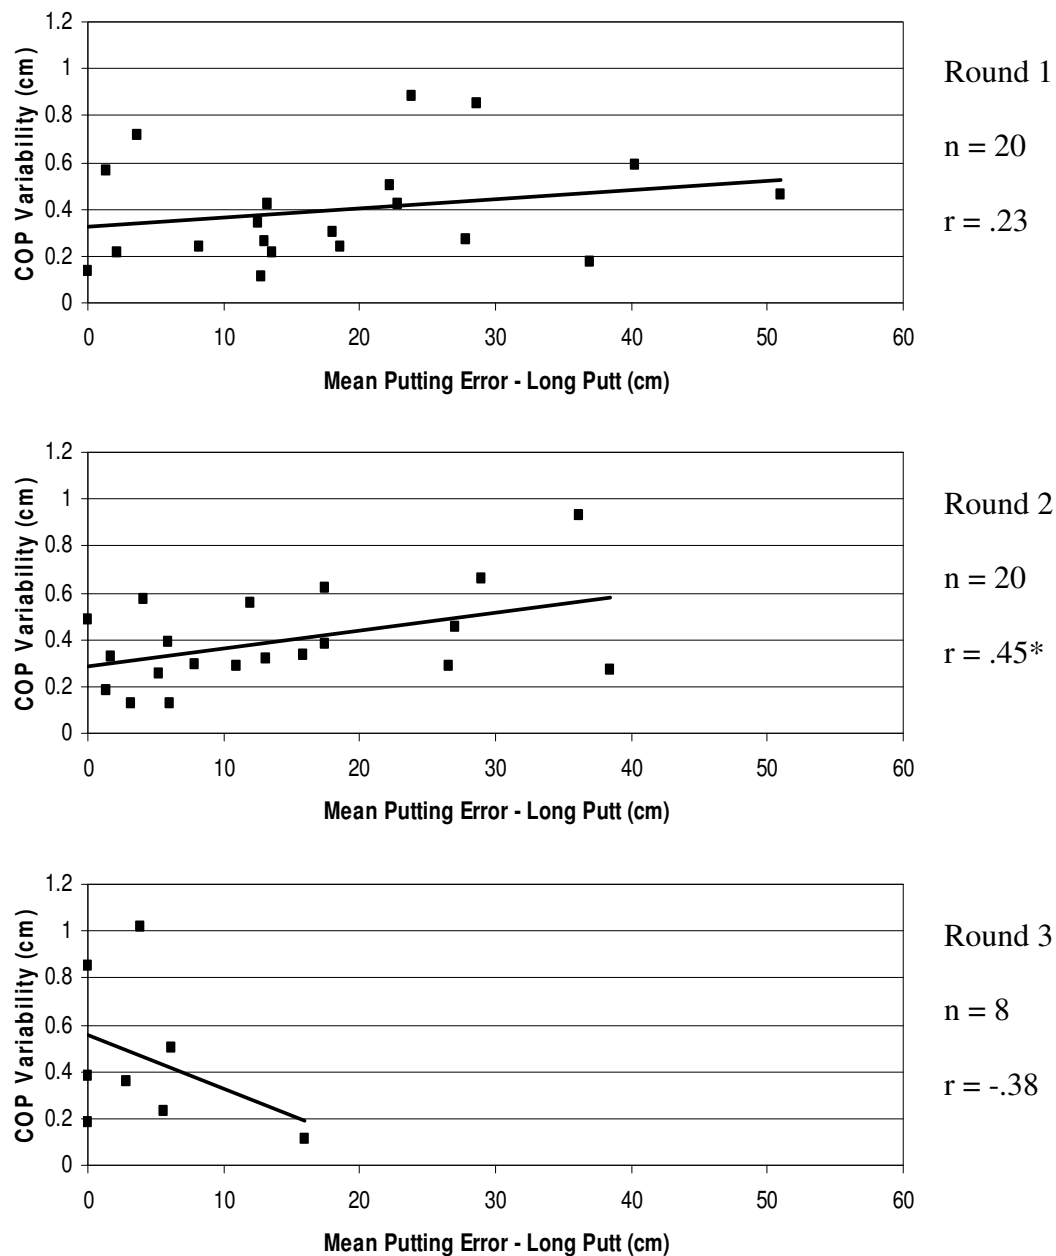 COP Variability (cm)
1.2
1
0.8
0.6
0.4
0.2
0
0 10 20 30 40 50 60
Mean Putting Error - Long Putt (cm)
Round 1
n = 20
r = .23
COP Variability (cm)
1.2
1
0.8
0.6
0.4
0.2
0
0 10 20 30 40 50 60
Mean Putting Error - Long Putt (cm)
Round 2
n = 20
r = .45*
COP Variability (cm)
1.2
1
0.8
0.6
0.4
0.2
0
0 10 20 30 40 50 60
Mean Putting Error - Long Putt (cm)
Round 3
n = 8
r = -.38